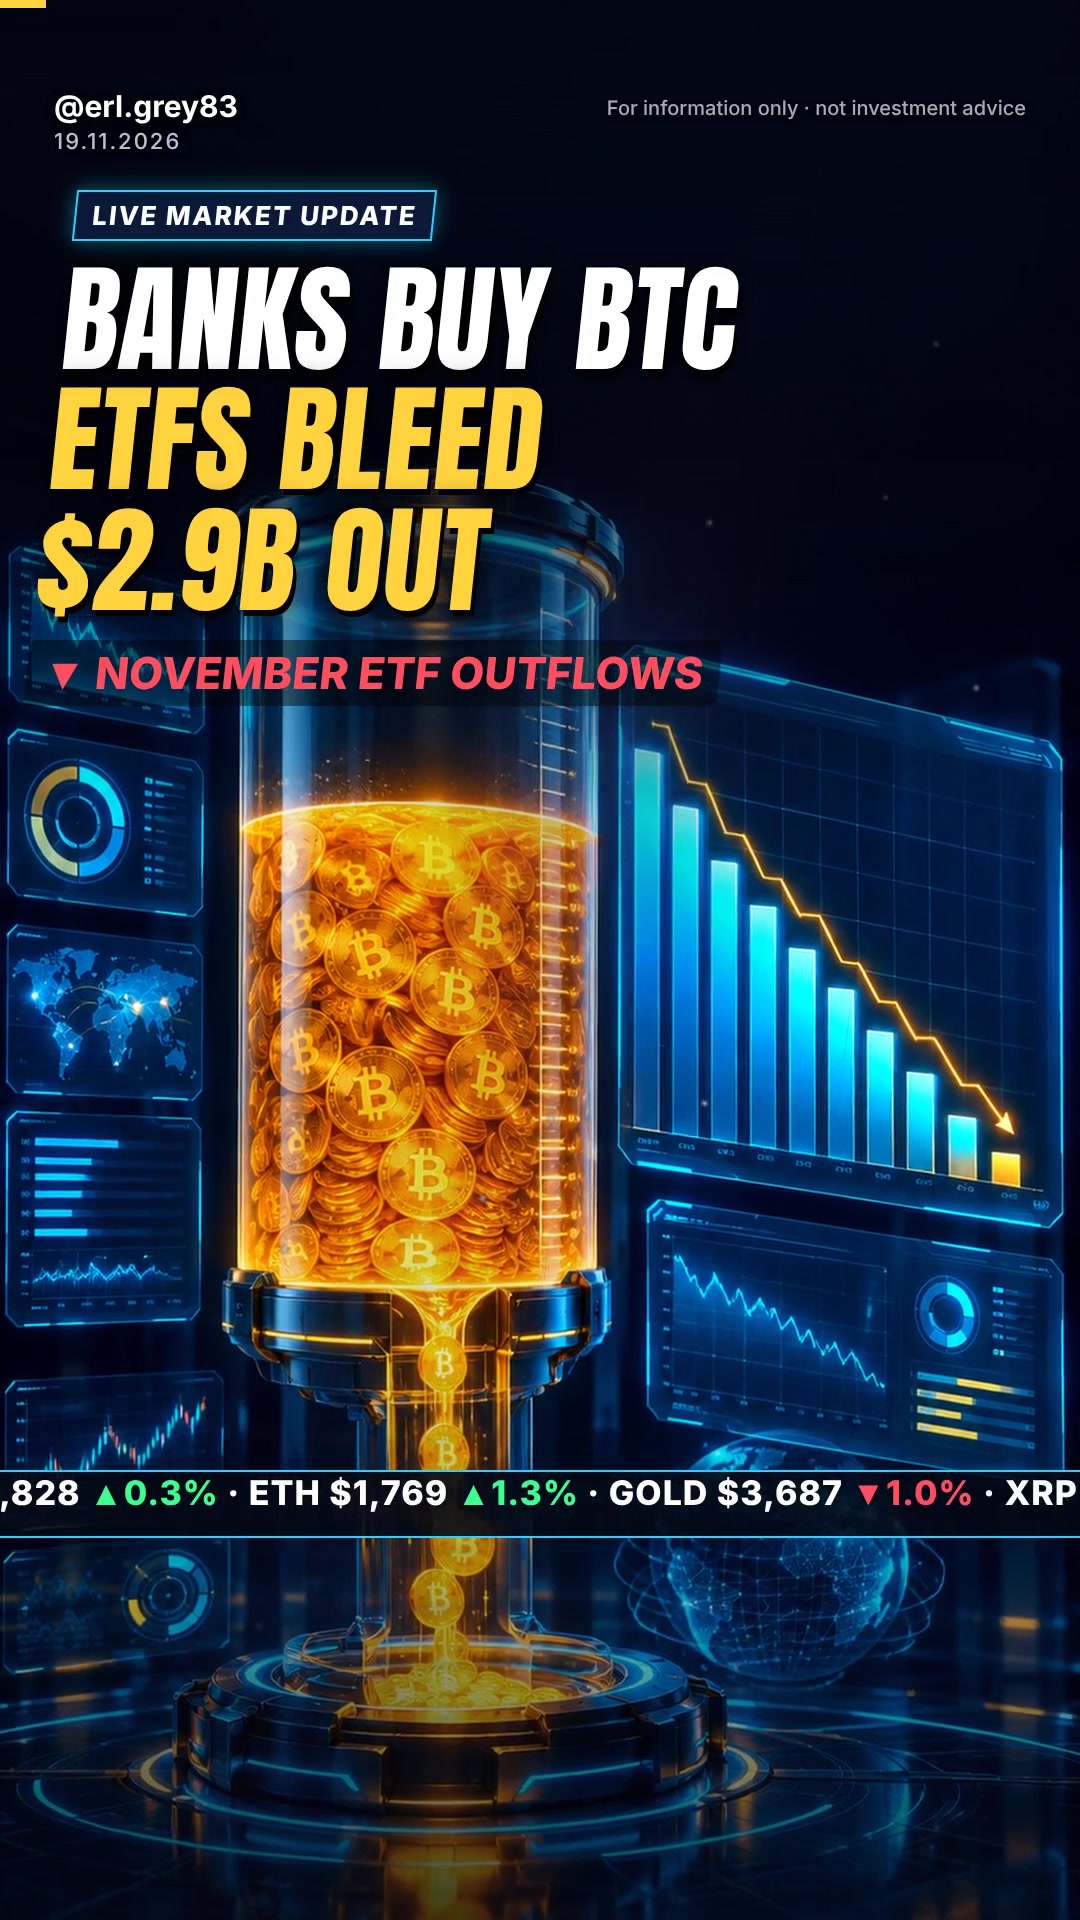 @erl.grey83
For information only · not investment advice
19.11.2026
LIVE MARKET UPDATE
BANKS BUY BTC
ETFS BLEED
$2.9B OUT
▼ NOVEMBER ETF OUTFLOWS
,828 ▲0.3% · ETH $1,769 ▲1.3% · GOLD $3,687 ▼1.0% · XRP